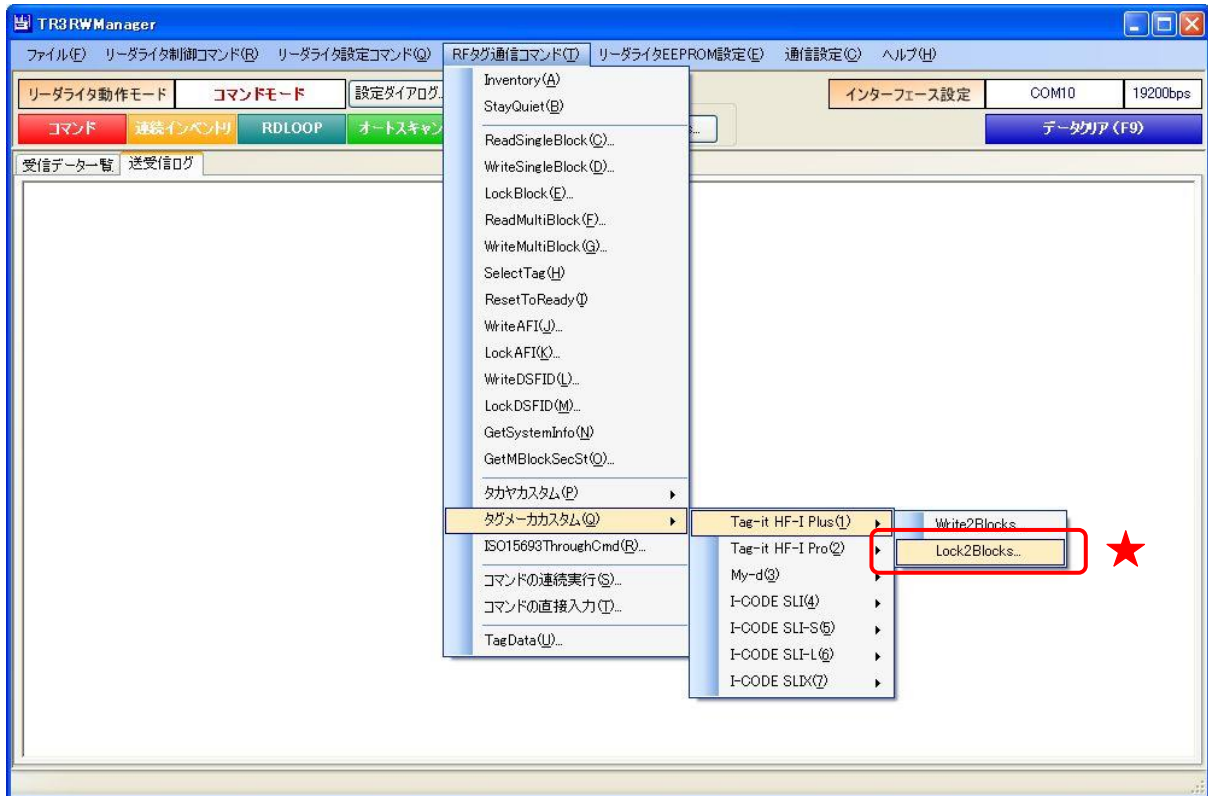 TR3RWManager
ファイル(F) リーダライタ制御コマンド(R) リーダライタ設定コマンド(Q) RFタグ通信コマンド(T) リーダライタEEPROM設定(E) 通信設定(C) ヘルプ(H)
リーダライタ動作モード コマンドモード 設定ダイアログ... インターフェース設定 COM10 19200bps
コマンド 連続インベントリ RDLOOP オートスキャン データクリア(F9)
受信データ一覧 送受信ログ
Inventory(A)
StayQuiet(B)
ReadSingleBlock(C)...
WriteSingleBlock(D)...
LockBlock(E)...
ReadMultiBlock(F)...
WriteMultiBlock(G)...
SelectTag(H)
ResetToReady(I)
WriteAFI(J)...
LockAFI(K)...
WriteDSFID(L)...
LockDSFID(M)...
GetSystemInfo(N)
GetMBlockSecSt(O)...
タカヤカスタム(P)
タグメーカカスタム(Q)
ISO15693ThroughCmd(R)...
コマンドの連続実行(S)...
コマンドの直接入力(T)...
TagData(U)...
Tag-it HF-I Plus(1)
Tag-it HF-I Pro(2)
My-d(3)
I-CODE SLI(4)
I-CODE SLI-S(5)
I-CODE SLI-L(6)
I-CODE SLIX(7)
Write2Blocks...
Lock2Blocks...